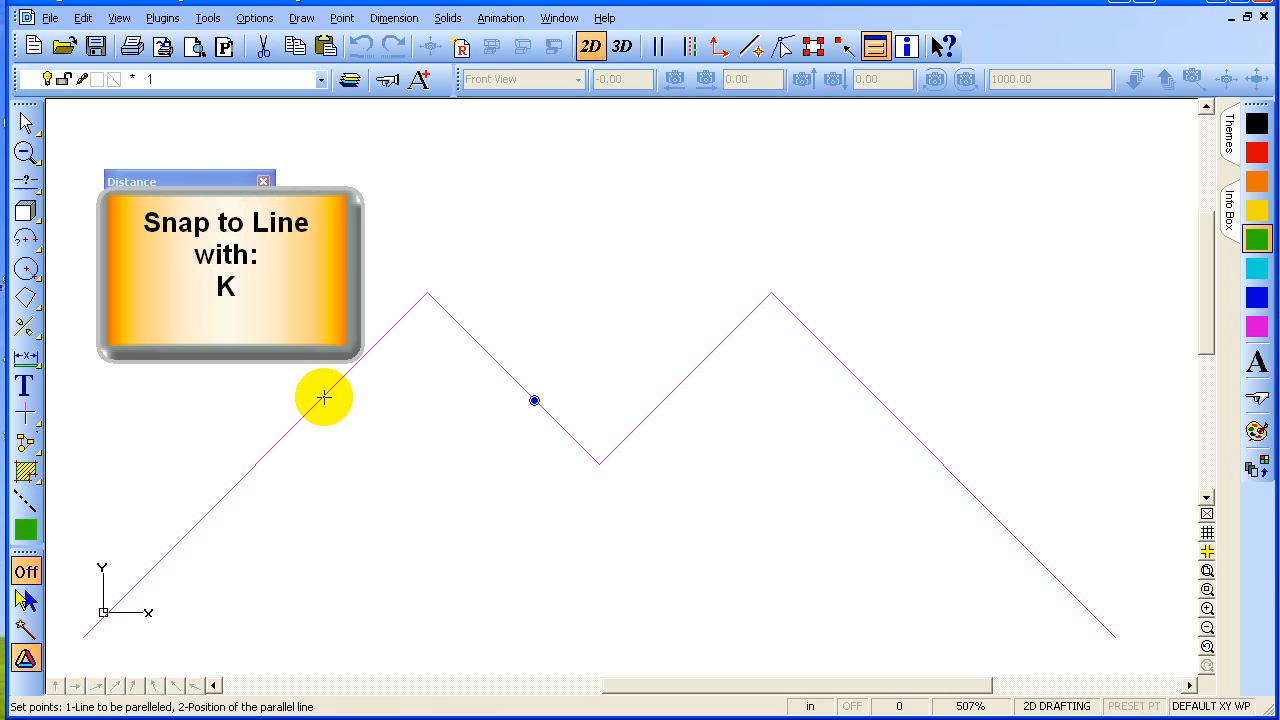 File Edit View Plugins Tools Options Draw Point Dimension Solids Animation Window Help
P R 2D 3D i ?
* 1 A+ Front View -0.00 0.00 0.00 1000.00
Themes
Info Box
Distance
Snap to Line
with:
K
-?-
x
T
A
Off
Y
X
Set points: 1-Line to be parelleled, 2-Position of the parallel line in OFF 0 507% 2D DRAFTING PRESET PT DEFAULT XY WP